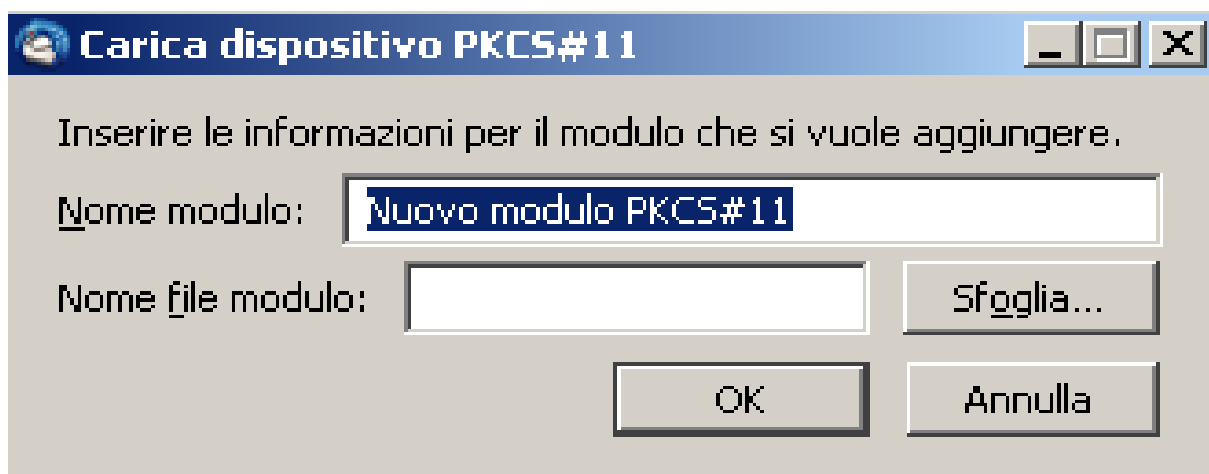 Carica dispositivo PKCS#11
Inserire le informazioni per il modulo che si vuole aggiungere.
Nome modulo: Nuovo modulo PKCS#11
Nome file modulo: Sfoglia...
OK Annulla